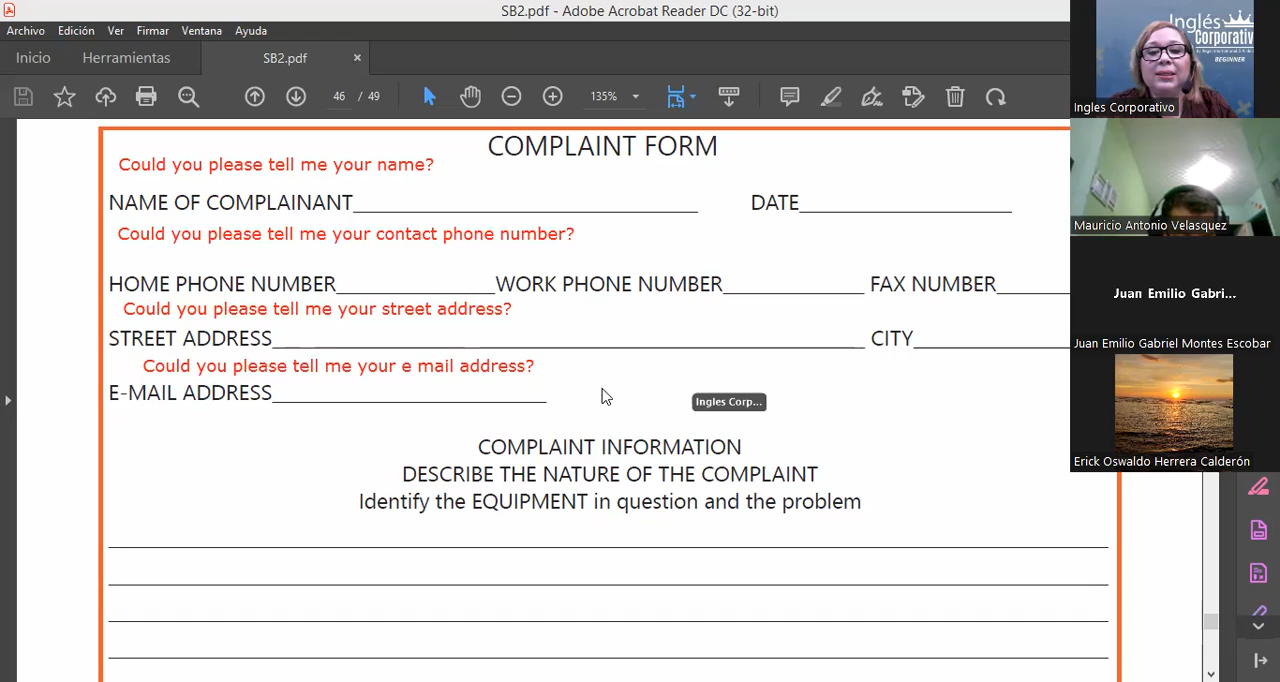 SB2.pdf - Adobe Acrobat Reader DC (32-bit)
Archivo Edición Ver Firmar Ventana Ayuda
Inicio Herramientas SB2.pdf ×
46 / 49 135%
COMPLAINT FORM
Could you please tell me your name?
NAME OF COMPLAINANT DATE
Could you please tell me your contact phone number?
HOME PHONE NUMBER WORK PHONE NUMBER FAX NUMBER
Could you please tell me your street address?
STREET ADDRESS CITY
Could you please tell me your e mail address?
E-MAIL ADDRESS
Ingles Corp...
COMPLAINT INFORMATION
DESCRIBE THE NATURE OF THE COMPLAINT
Identify the EQUIPMENT in question and the problem
Inglés
Corporativo
BEGINNER
Ingles Corporativo
Mauricio Antonio Velasquez
Juan Emilio Gabri...
Juan Emilio Gabriel Montes Escobar
Erick Oswaldo Herrera Calderón